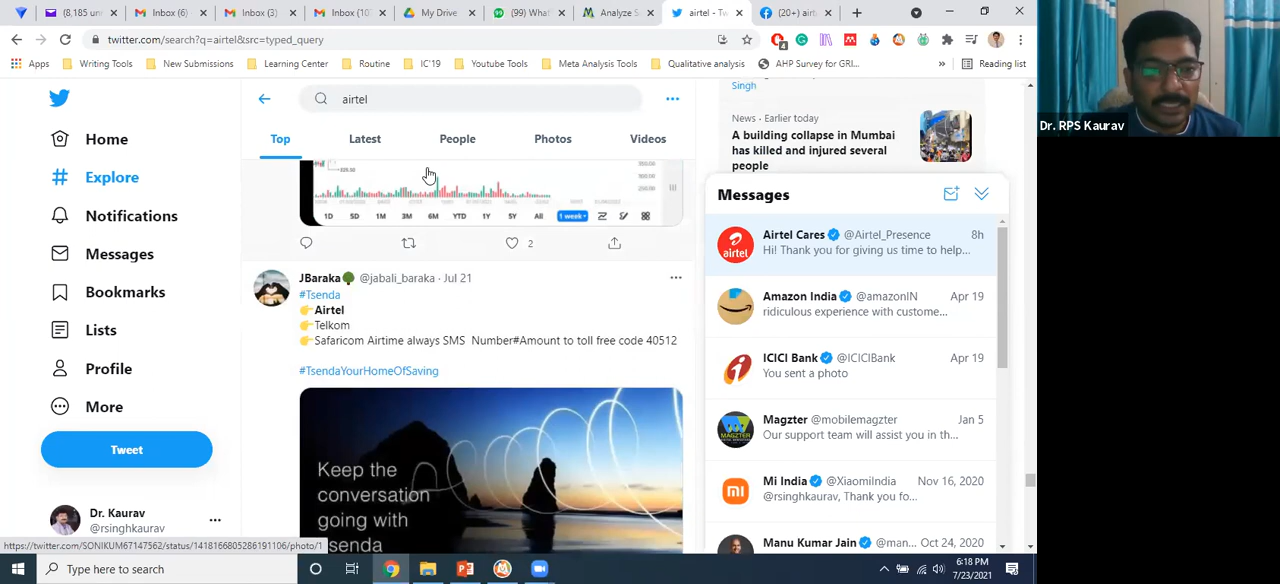 8,185 unr
Inbox (6)
Inbox (3)
Inbox (10
My Drive
(99) What
Analyze S
airtel - Tw
(20+) airt
twitter.com/search?q=airtel&src=typed_query
Apps
Writing Tools
New Submissions
Learning Center
Routine
IC'19
Youtube Tools
Meta Analysis Tools
Qualitative analysis
AHP Survey for GRI...
»
Reading list
airtel
Top
Latest
People
Photos
Videos
Home
Explore
Notifications
Messages
Bookmarks
Lists
Profile
More
Tweet
Dr. Kaurav
@rsinghkaurav
1D
5D
1M
3M
6M
YTD
1Y
5Y
All
1 week
2
JBaraka @jabali_baraka · Jul 21
#Tsenda
👉Airtel
👉Telkom
👉Safaricom Airtime always SMS Number#Amount to toll free code 40512
#TsendaYourHomeOfSaving
Keep the
conversation
going with
Tsenda
Singh
News · Earlier today
A building collapse in Mumbai
has killed and injured several
people
Messages
airtel
Airtel Cares @Airtel_Presence 8h
Hi! Thank you for giving us time to help...
Amazon India @amazonIN Apr 19
ridiculous experience with custome...
ICICI Bank @ICICIBank Apr 19
You sent a photo
MAGZTER
Magzter @mobilemagzter Jan 5
Our support team will assist you in th...
mi
Mi India @XiaomiIndia Nov 16, 2020
@rsinghkaurav, Thank you fo...
Manu Kumar Jain @man... Oct 24, 2020
https://twitter.com/SONIKUM67147562/status/1418166805286191106/photo/1
Type here to search
6:18 PM
7/23/2021
Dr. RPS Kaurav